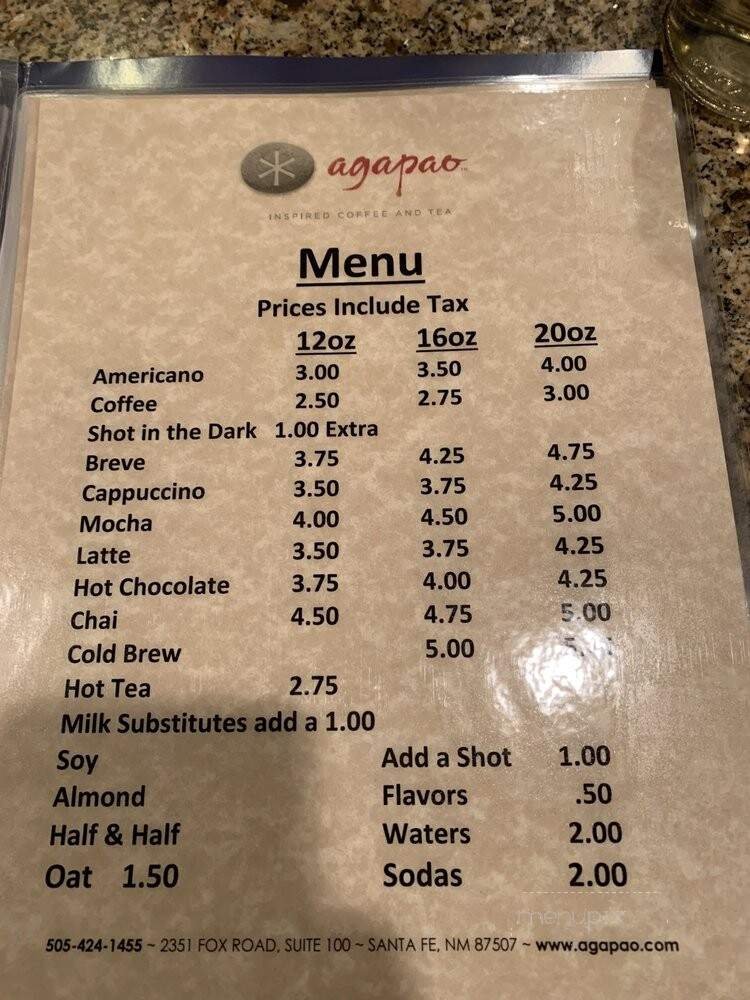 agapao
INSPIRED COFFEE AND TEA
Menu
Prices Include Tax
12oz 16oz 20oz
Americano 3.00 3.50 4.00
Coffee 2.50 2.75 3.00
Shot in the Dark 1.00 Extra
Breve 3.75 4.25 4.75
Cappuccino 3.50 3.75 4.25
Mocha 4.00 4.50 5.00
Latte 3.50 3.75 4.25
Hot Chocolate 3.75 4.00 4.25
Chai 4.50 4.75 5.00
Cold Brew 5.00
Hot Tea 2.75
Milk Substitutes add a 1.00
Soy Add a Shot 1.00
Almond Flavors .50
Half & Half Waters 2.00
Oat 1.50 Sodas 2.00
505-424-1455 ~ 2351 FOX ROAD, SUITE 100 ~ SANTA FE, NM 87507 ~ www.agapao.com